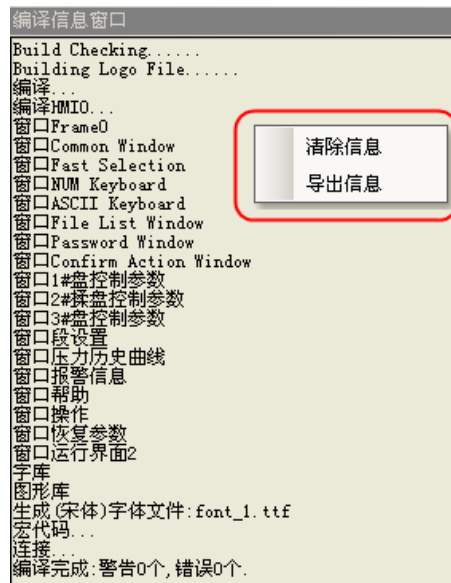 编译信息窗口
Build Checking......
Building Logo File......
编译...
编译HMI0...
窗口Frame0
窗口Common Window
窗口Fast Selection
窗口NUM Keyboard
窗口ASCII Keyboard
窗口File List Window
窗口Password Window
窗口Confirm Action Window
窗口1#盘控制参数
窗口2#揉盘控制参数
窗口3#盘控制参数
窗口段设置
窗口压力历史曲线
窗口报警信息
窗口帮助
窗口操作
窗口恢复参数
窗口运行界面2
字库
图形库
生成(宋体)字体文件:font_1.ttf
宏代码...
连接...
编译完成:警告0个,错误0个.
清除信息
导出信息